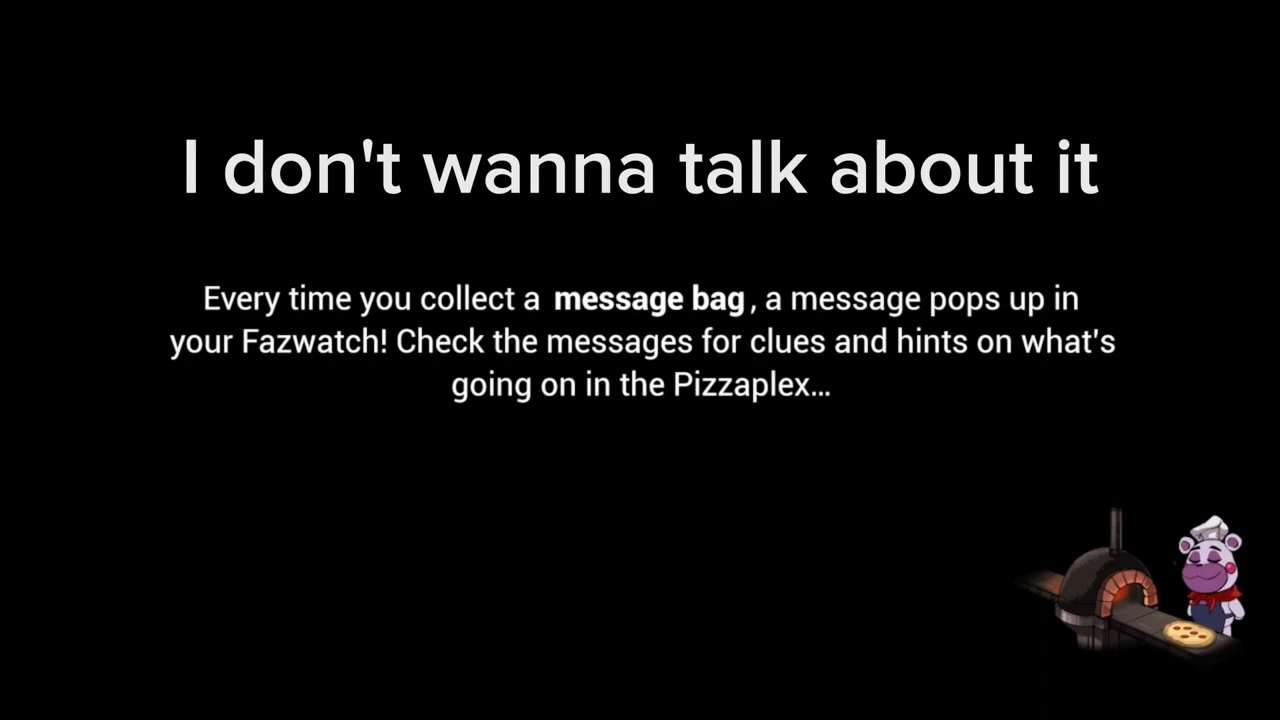 I don't wanna talk about it
Every time you collect a message bag, a message pops up in
your Fazwatch! Check the messages for clues and hints on what's
going on in the Pizzaplex...